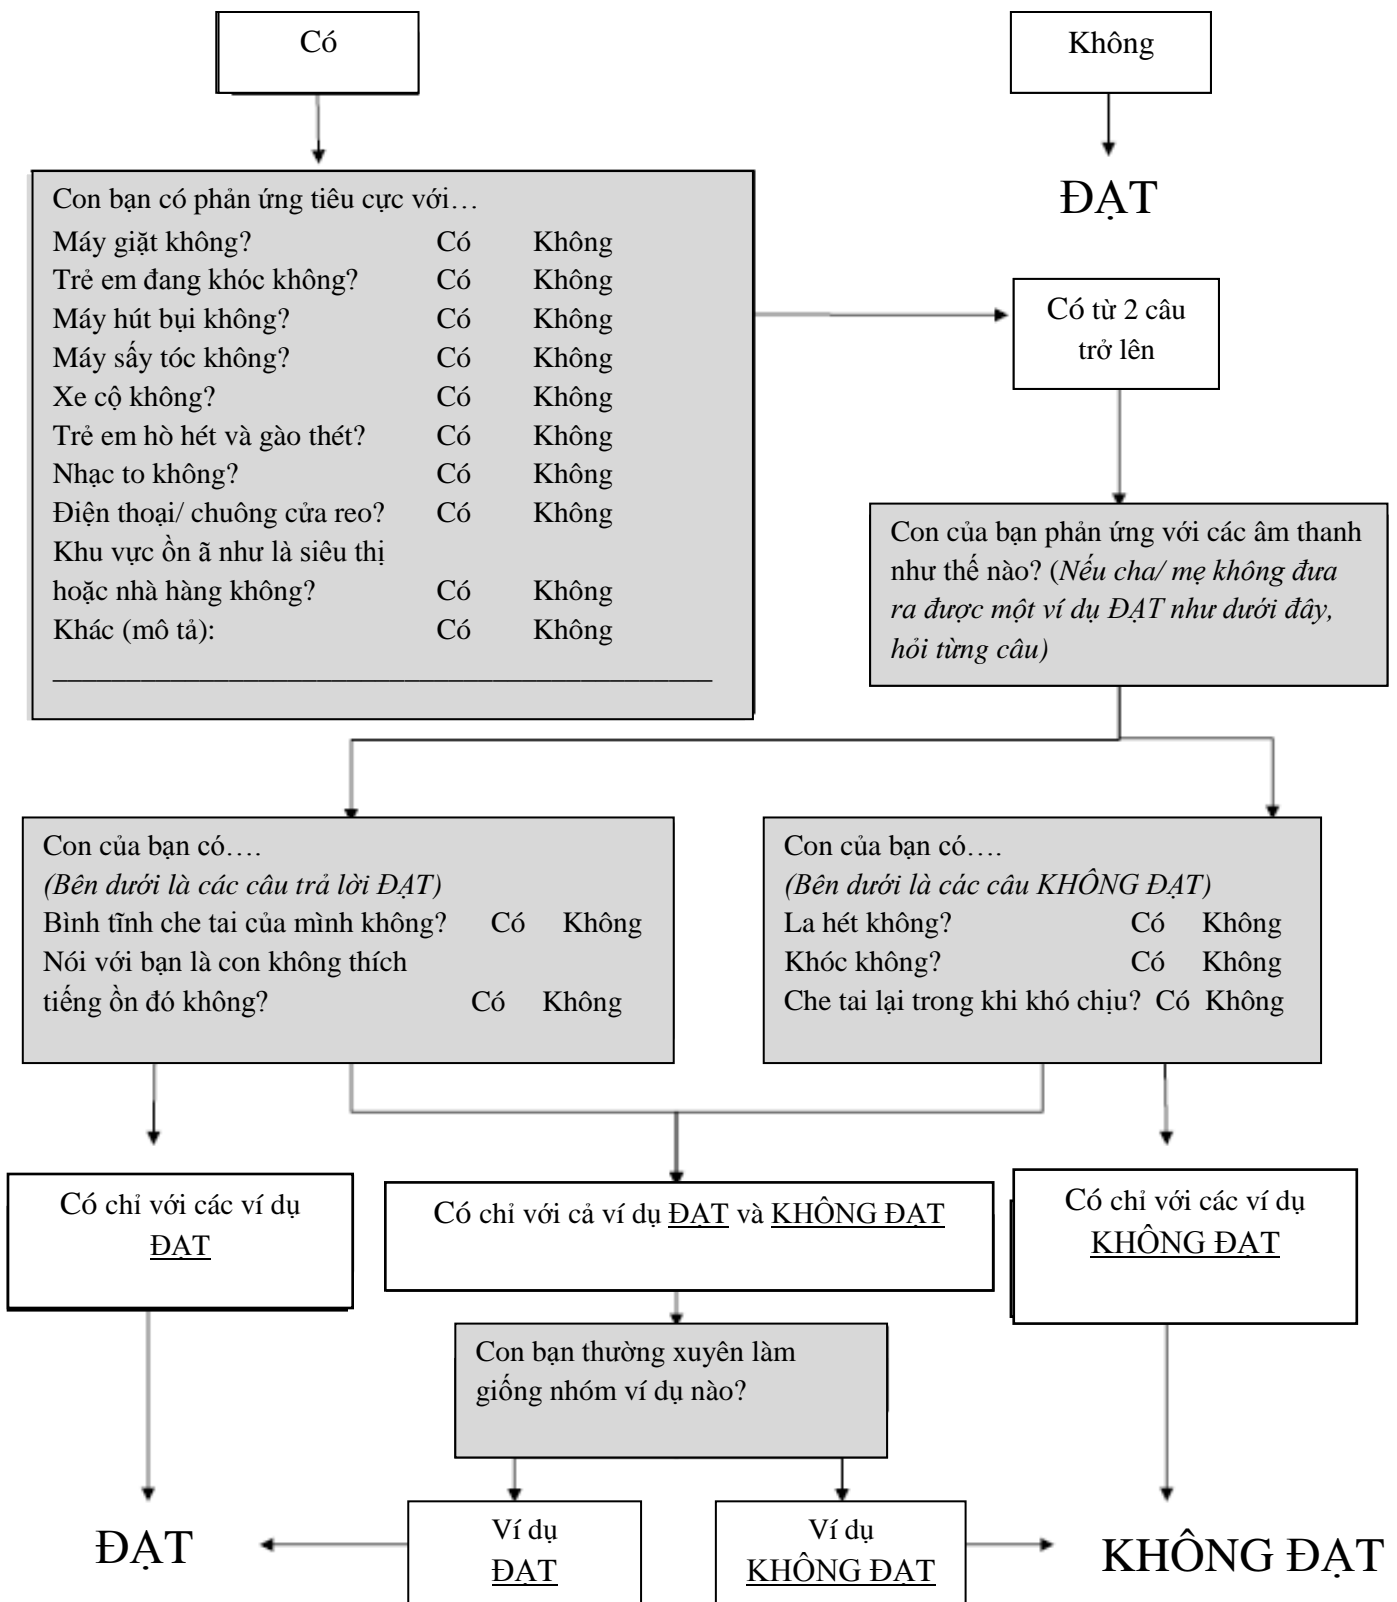 Có
Không
ĐẠT
Con bạn có phản ứng tiêu cực với…
Máy giặt không? Có Không
Trẻ em đang khóc không? Có Không
Máy hút bụi không? Có Không
Máy sấy tóc không? Có Không
Xe cộ không? Có Không
Trẻ em hò hét và gào thét? Có Không
Nhạc to không? Có Không
Điện thoại/ chuông cửa reo? Có Không
Khu vực ồn ã như là siêu thị
hoặc nhà hàng không? Có Không
Khác (mô tả): Có Không
Có từ 2 câu
trở lên
Con của bạn phản ứng với các âm thanh
như thế nào? (Nếu cha/ mẹ không đưa
ra được một ví dụ ĐẠT như dưới đây,
hỏi từng câu)
Con của bạn có….
(Bên dưới là các câu trả lời ĐẠT)
Bình tĩnh che tai của mình không? Có Không
Nói với bạn là con không thích
tiếng ồn đó không? Có Không
Con của bạn có….
(Bên dưới là các câu KHÔNG ĐẠT)
La hét không? Có Không
Khóc không? Có Không
Che tai lại trong khi khó chịu? Có Không
Có chỉ với các ví dụ
ĐẠT
Có chỉ với cả ví dụ ĐẠT và KHÔNG ĐẠT
Có chỉ với các ví dụ
KHÔNG ĐẠT
Con bạn thường xuyên làm
giống nhóm ví dụ nào?
ĐẠT
Ví dụ
ĐẠT
Ví dụ
KHÔNG ĐẠT
KHÔNG ĐẠT